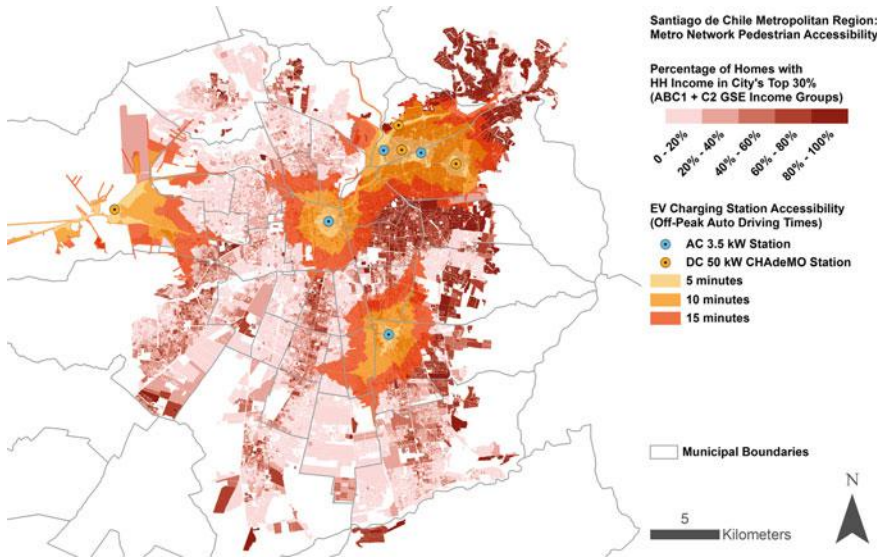 Santiago de Chile Metropolitan Region:
Metro Network Pedestrian Accessibility
Percentage of Homes with
HH Income in City's Top 30%
(ABC1 + C2 GSE Income Groups)
0 - 20%
20% - 40%
40% - 60%
60% - 80%
80% - 100%
EV Charging Station Accessibility
(Off-Peak Auto Driving Times)
AC 3.5 kW Station
DC 50 kW CHAdeMO Station
5 minutes
10 minutes
15 minutes
Municipal Boundaries
N
5
Kilometers